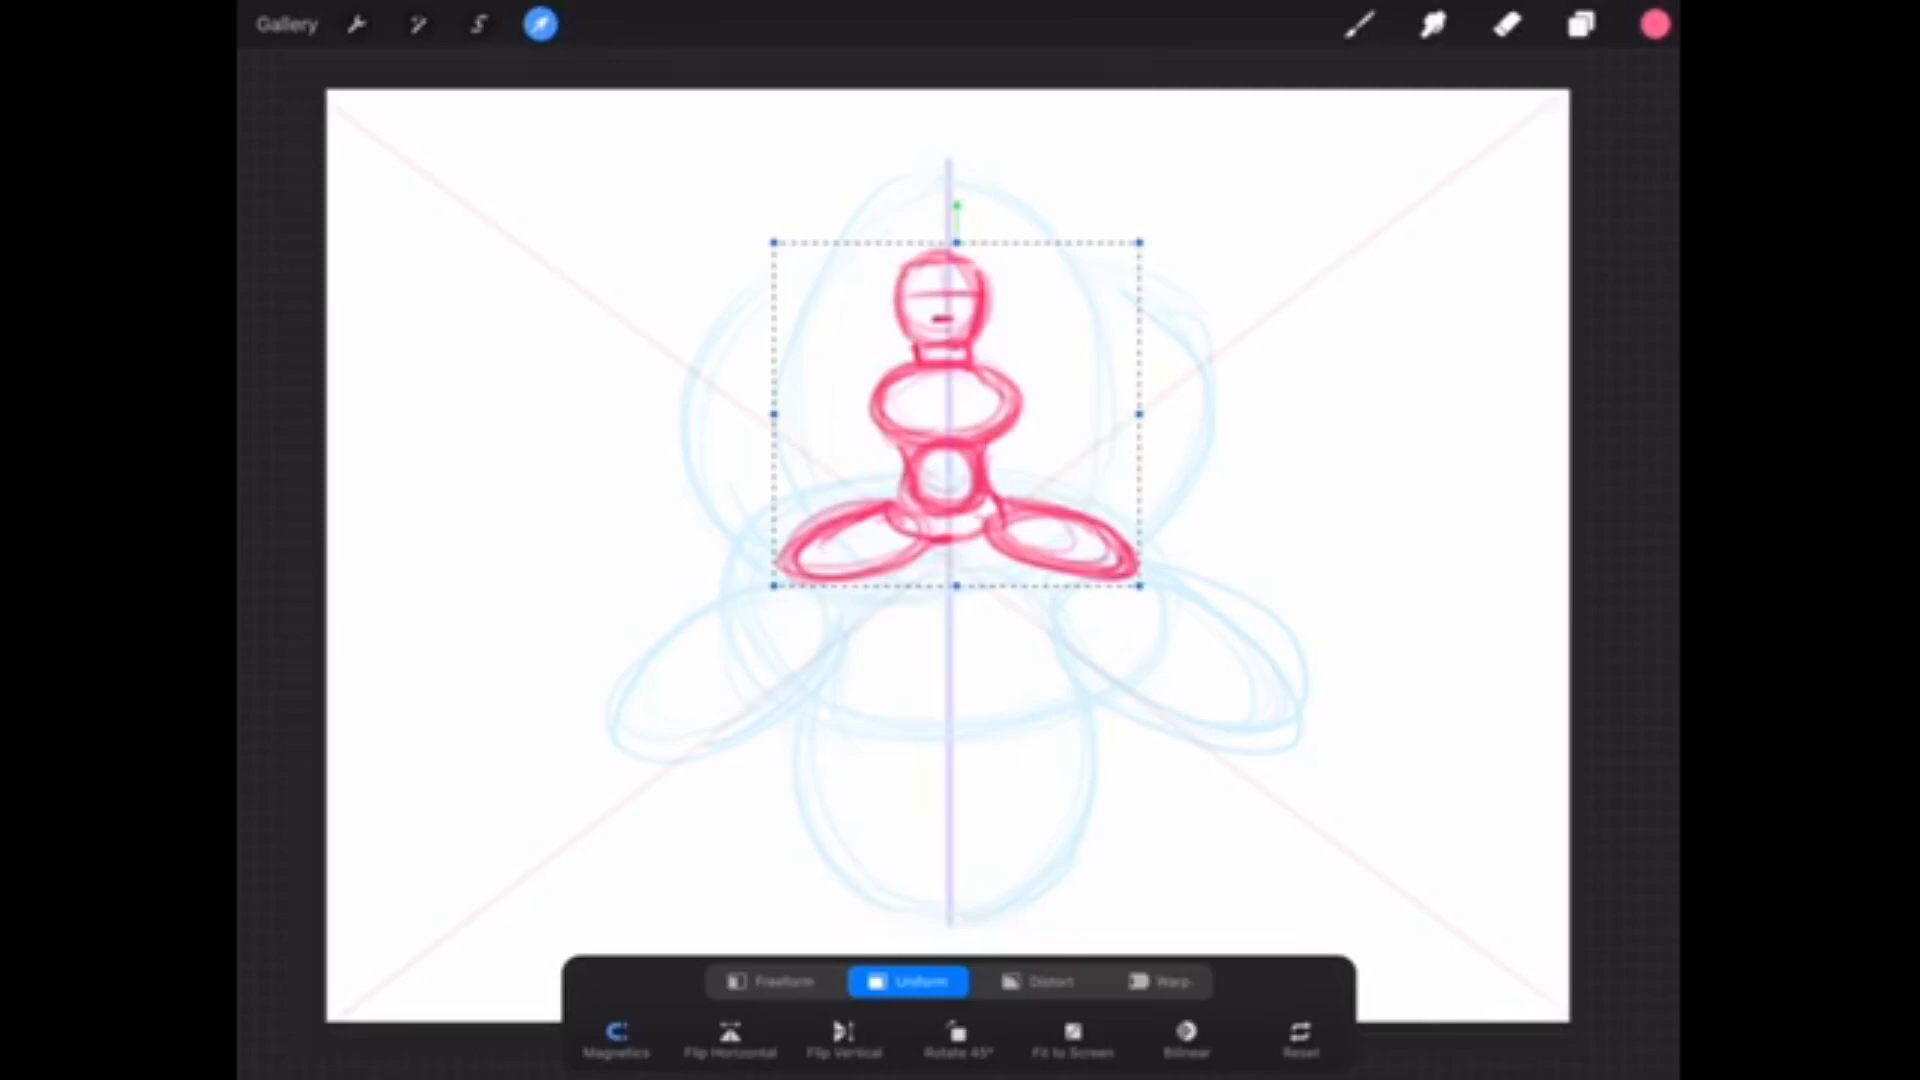 Gallery
Freeform Uniform Distort Warp
Magnetics Flip Horizontal Flip Vertical Rotate 45° Fit to Screen Bilinear Reset